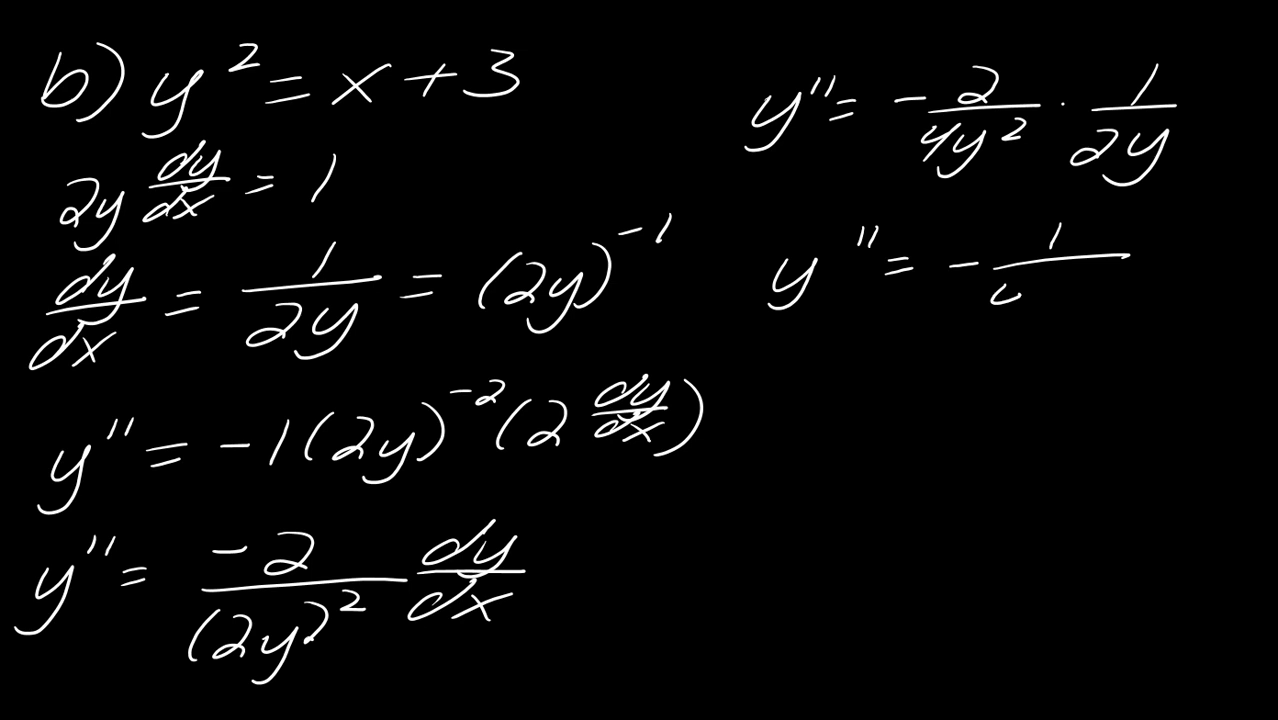 b) y² = x + 3
2y dy/dx = 1
dy/dx = 1/2y = (2y)⁻¹
y'' = -1(2y)⁻²(2 dy/dx)
y'' = -2/(2y)² dy/dx
y'' = - 2/4y² · 1/2y
y'' = - 1/